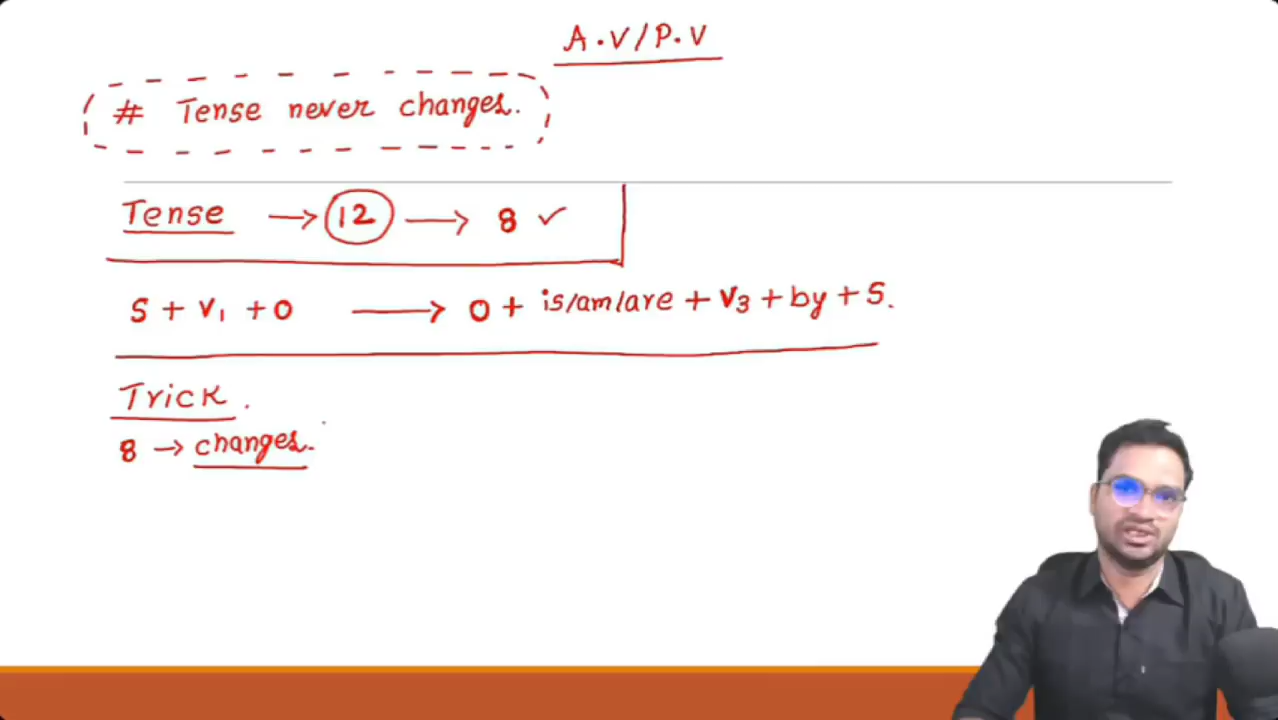 A.V/P.V
# Tense never changes.
Tense → 12 → 8 ✓
S + V₁ + O → O + is/am/are + V₃ + by + S.
Trick.
8 → changes.